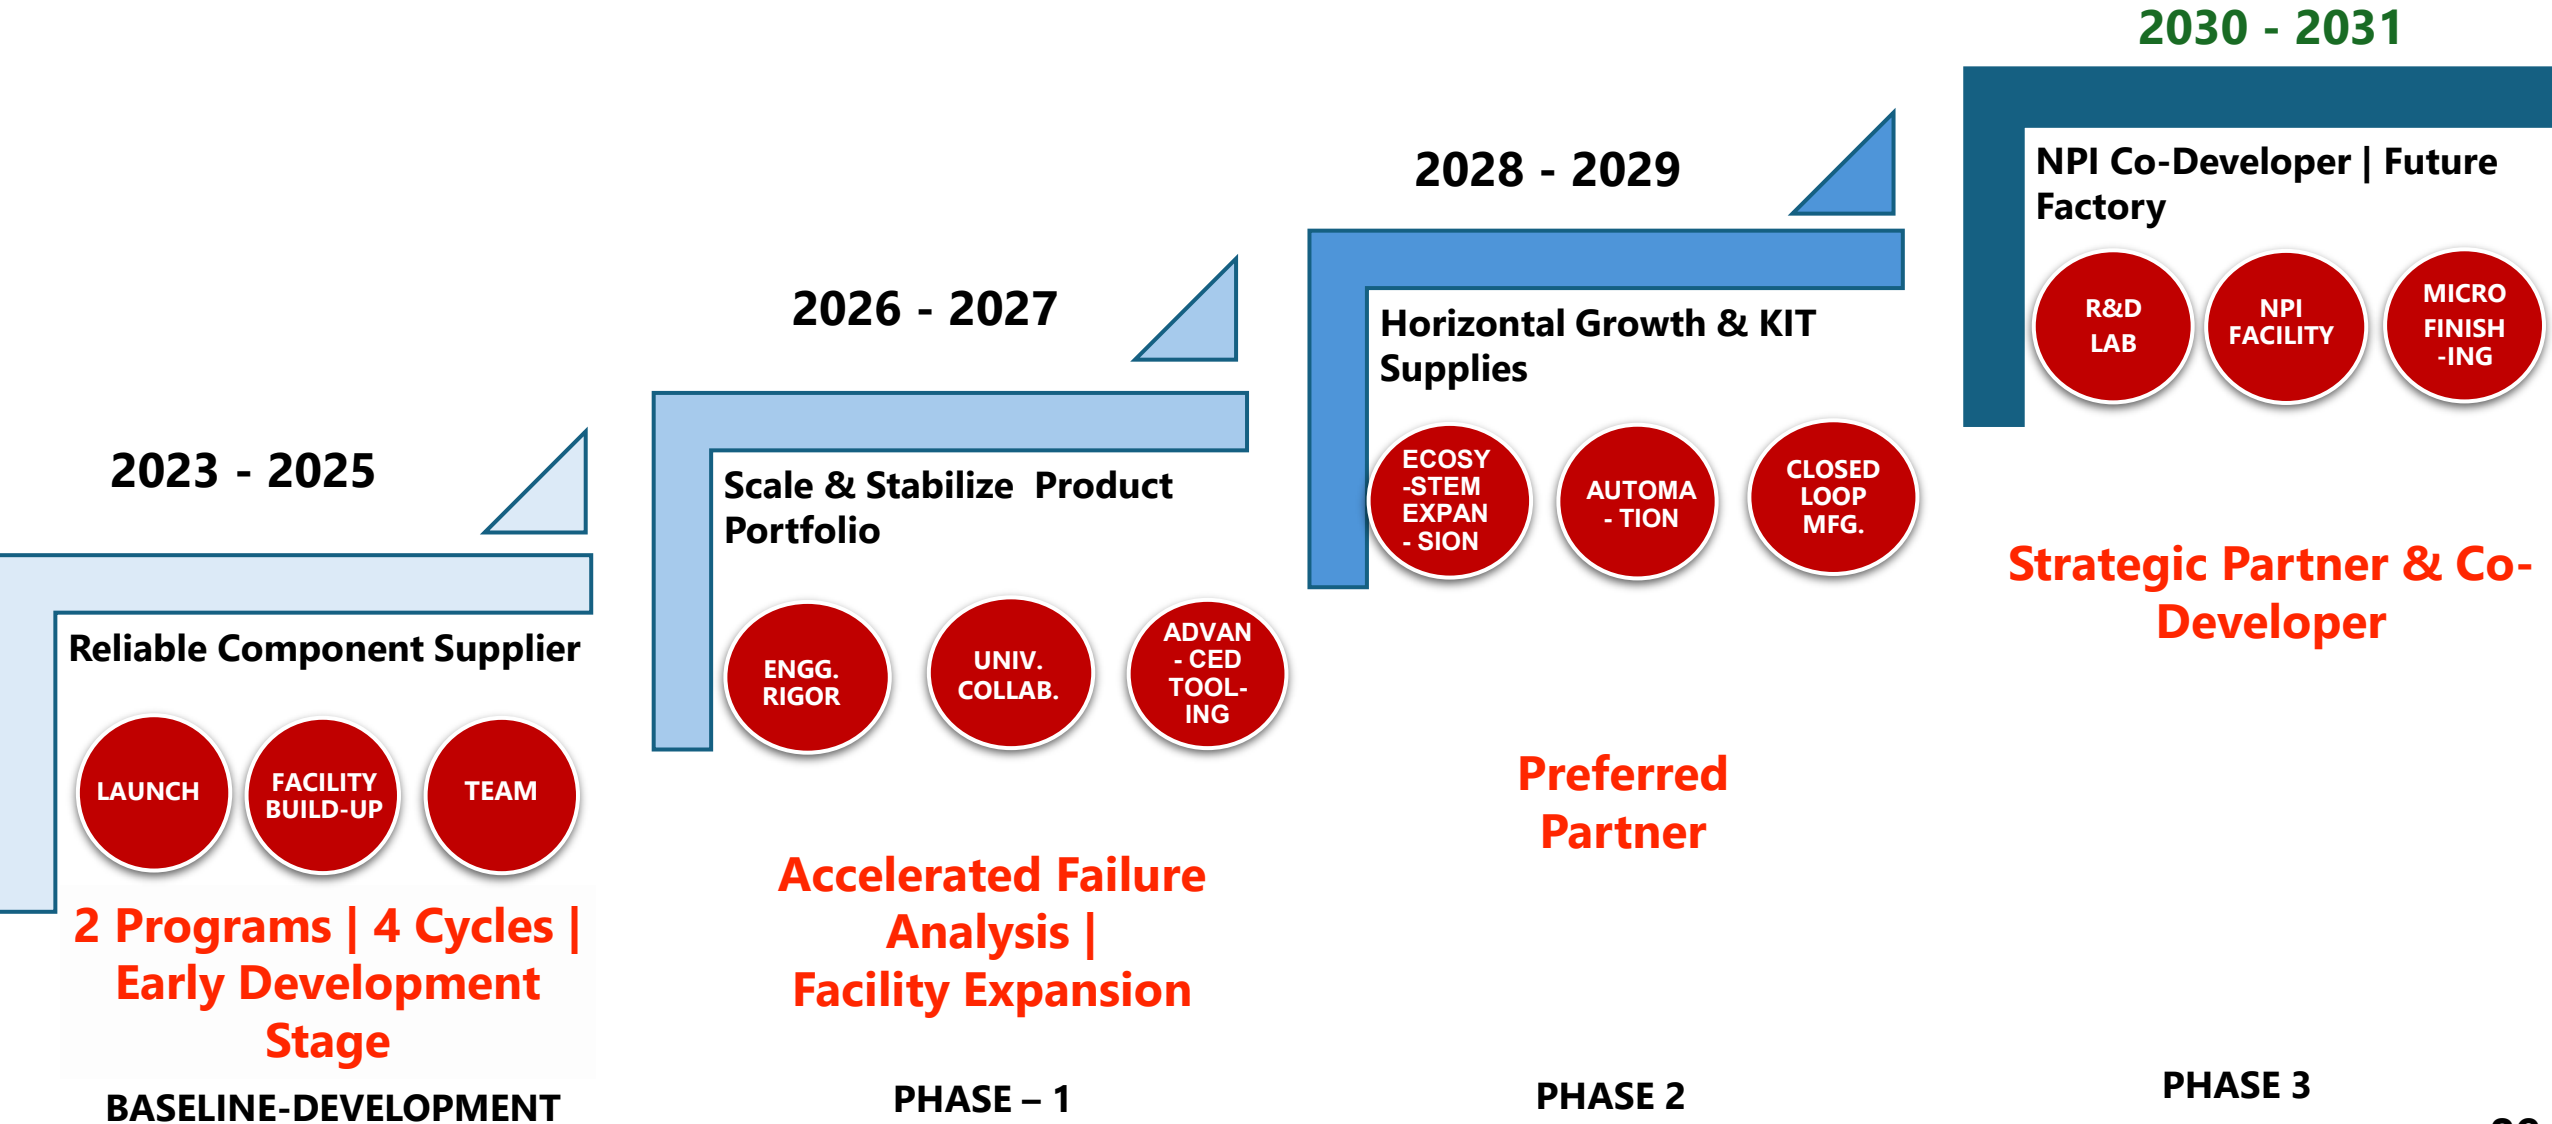 2023 - 2025
Reliable Component Supplier
LAUNCH
FACILITY
BUILD-UP
TEAM
2 Programs | 4 Cycles |
Early Development
Stage
BASELINE-DEVELOPMENT
2026 - 2027
Scale & Stabilize  Product
Portfolio
ENGG.
RIGOR
UNIV.
COLLAB.
ADVAN
- CED
TOOL-
ING
Accelerated Failure
Analysis |
Facility Expansion
PHASE – 1
2028 - 2029
Horizontal Growth & KIT
Supplies
ECOSY
-STEM
EXPAN
- SION
AUTOMA
- TION
CLOSED
LOOP
MFG.
Preferred
Partner
PHASE 2
2030 - 2031
NPI Co-Developer | Future
Factory
R&D
LAB
NPI
FACILITY
MICRO
FINISH
-ING
Strategic Partner & Co-
Developer
PHASE 3